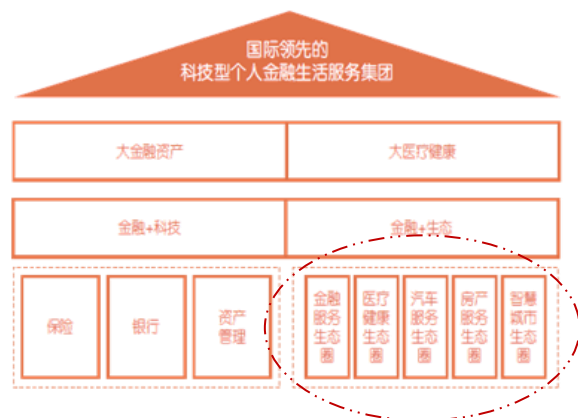 国际领先的
科技型个人金融生活服务集团
大金融资产
大医疗健康
金融+科技
金融+生态
保险
银行
资产
管理
金融
服务
生态
圈
医疗
健康
生态
圈
汽车
服务
生态
圈
房产
服务
生态
圈
智慧
城市
生态
圈